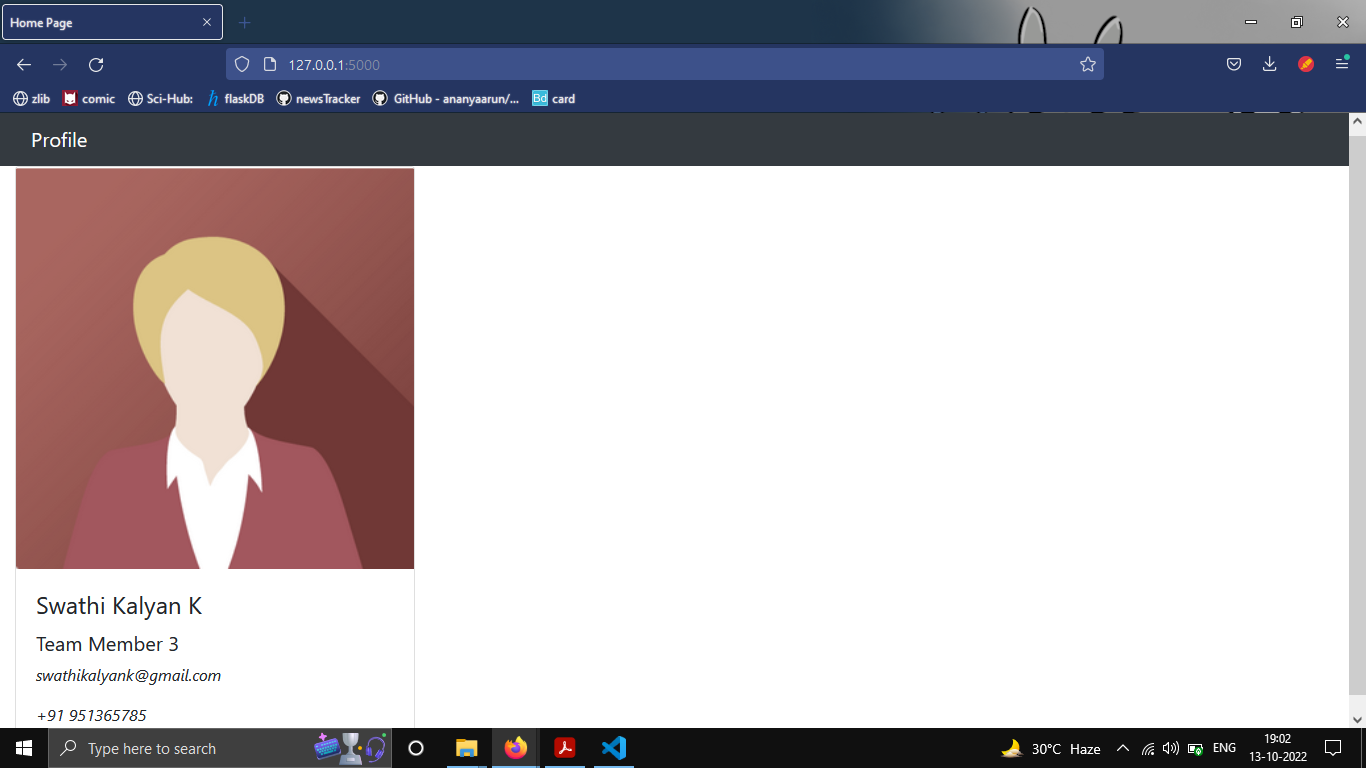 Home Page
127.0.0.1:5000
zlib comic Sci-Hub: h flaskDB newsTracker GitHub - ananyaarun/... Bd card
Profile
Swathi Kalyan K
Team Member 3
swathikalyank@gmail.com
+91 951365785
Type here to search
30°C Haze
ENG
19:02
13-10-2022